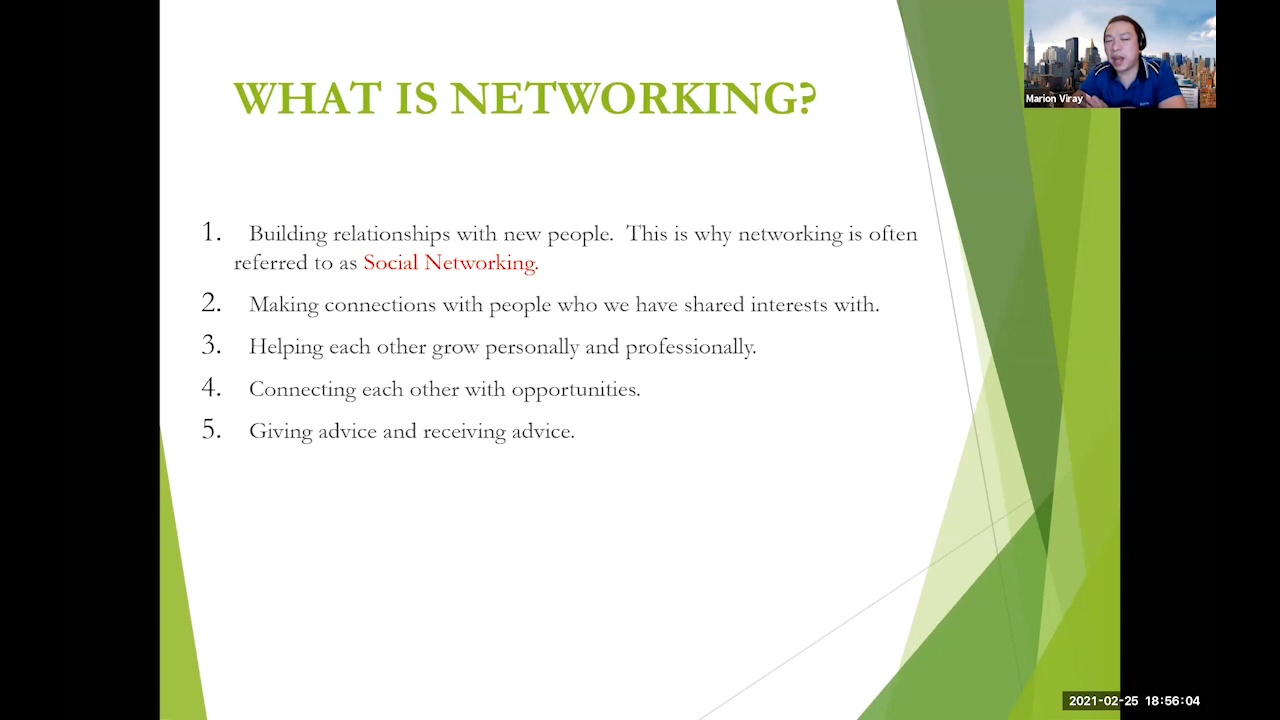 WHAT IS NETWORKING?
1. Building relationships with new people.  This is why networking is often
referred to as Social Networking.
2. Making connections with people who we have shared interests with.
3. Helping each other grow personally and professionally.
4. Connecting each other with opportunities.
5. Giving advice and receiving advice.
Marion Viray
2021-02-25 18:56:04